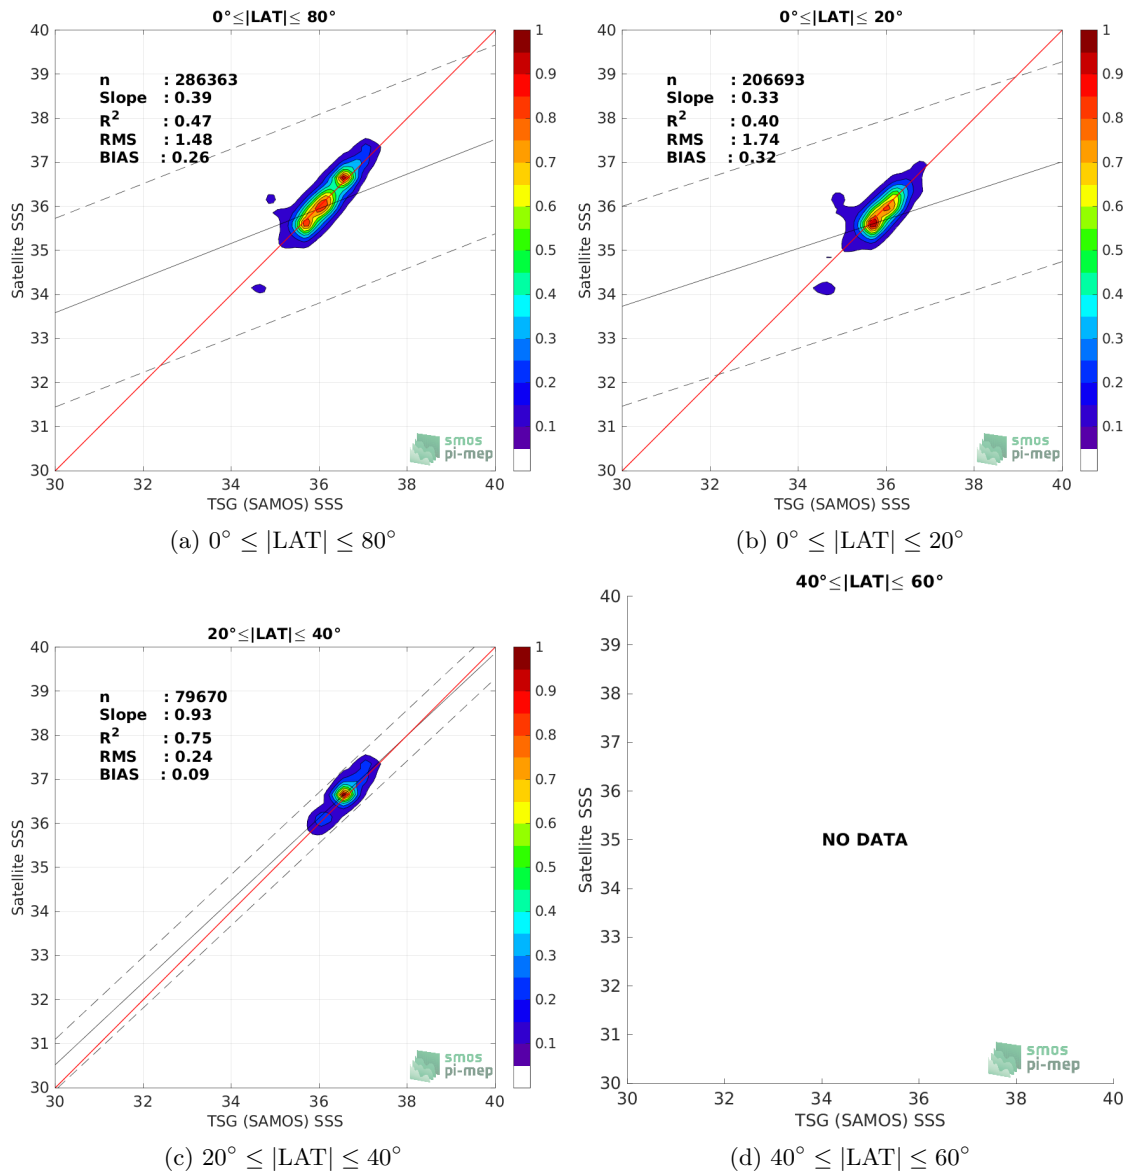 0°≤|LAT|≤ 80°
40
39
38
37
36
35
34
33
32
31
30
30
32
34
36
38
40
n : 286363
Slope : 0.39
R² : 0.47
RMS : 1.48
BIAS : 0.26
Satellite SSS
TSG (SAMOS) SSS
smos
pi-mep
1
0.9
0.8
0.7
0.6
0.5
0.4
0.3
0.2
0.1
(a) 0° ≤ |LAT| ≤ 80°
0°≤|LAT|≤ 20°
40
39
38
37
36
35
34
33
32
31
30
30
32
34
36
38
40
n : 206693
Slope : 0.33
R² : 0.40
RMS : 1.74
BIAS : 0.32
Satellite SSS
TSG (SAMOS) SSS
smos
pi-mep
1
0.9
0.8
0.7
0.6
0.5
0.4
0.3
0.2
0.1
(b) 0° ≤ |LAT| ≤ 20°
20°≤|LAT|≤ 40°
40
39
38
37
36
35
34
33
32
31
30
30
32
34
36
38
40
n : 79670
Slope : 0.93
R² : 0.75
RMS : 0.24
BIAS : 0.09
Satellite SSS
TSG (SAMOS) SSS
smos
pi-mep
1
0.9
0.8
0.7
0.6
0.5
0.4
0.3
0.2
0.1
(c) 20° ≤ |LAT| ≤ 40°
40°≤|LAT|≤ 60°
40
39
38
37
36
35
34
33
32
31
30
30
32
34
36
38
40
NO DATA
Satellite SSS
TSG (SAMOS) SSS
smos
pi-mep
(d) 40° ≤ |LAT| ≤ 60°